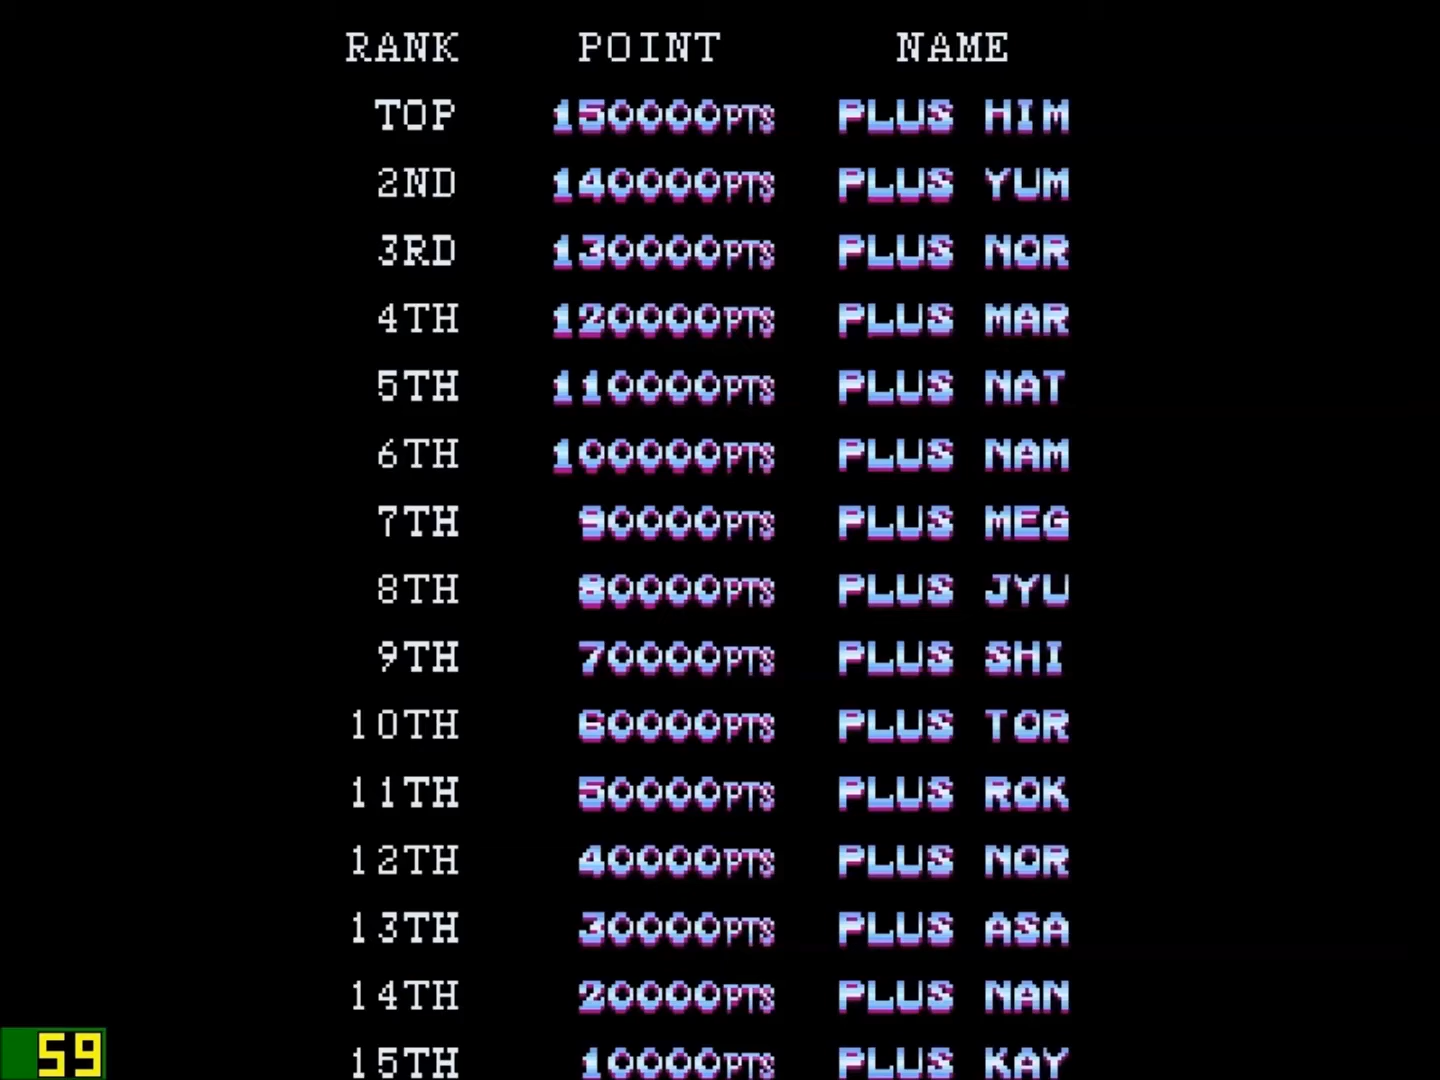 RANK POINT NAME
TOP 150000PTS PLUS HIM
2ND 140000PTS PLUS YUM
3RD 130000PTS PLUS NOR
4TH 120000PTS PLUS MAR
5TH 110000PTS PLUS NAT
6TH 100000PTS PLUS NAM
7TH 90000PTS PLUS MEG
8TH 80000PTS PLUS JYU
9TH 70000PTS PLUS SHI
10TH 60000PTS PLUS TOR
11TH 50000PTS PLUS ROK
12TH 40000PTS PLUS NOR
13TH 30000PTS PLUS ASA
14TH 20000PTS PLUS NAN
15TH 10000PTS PLUS KAY
59